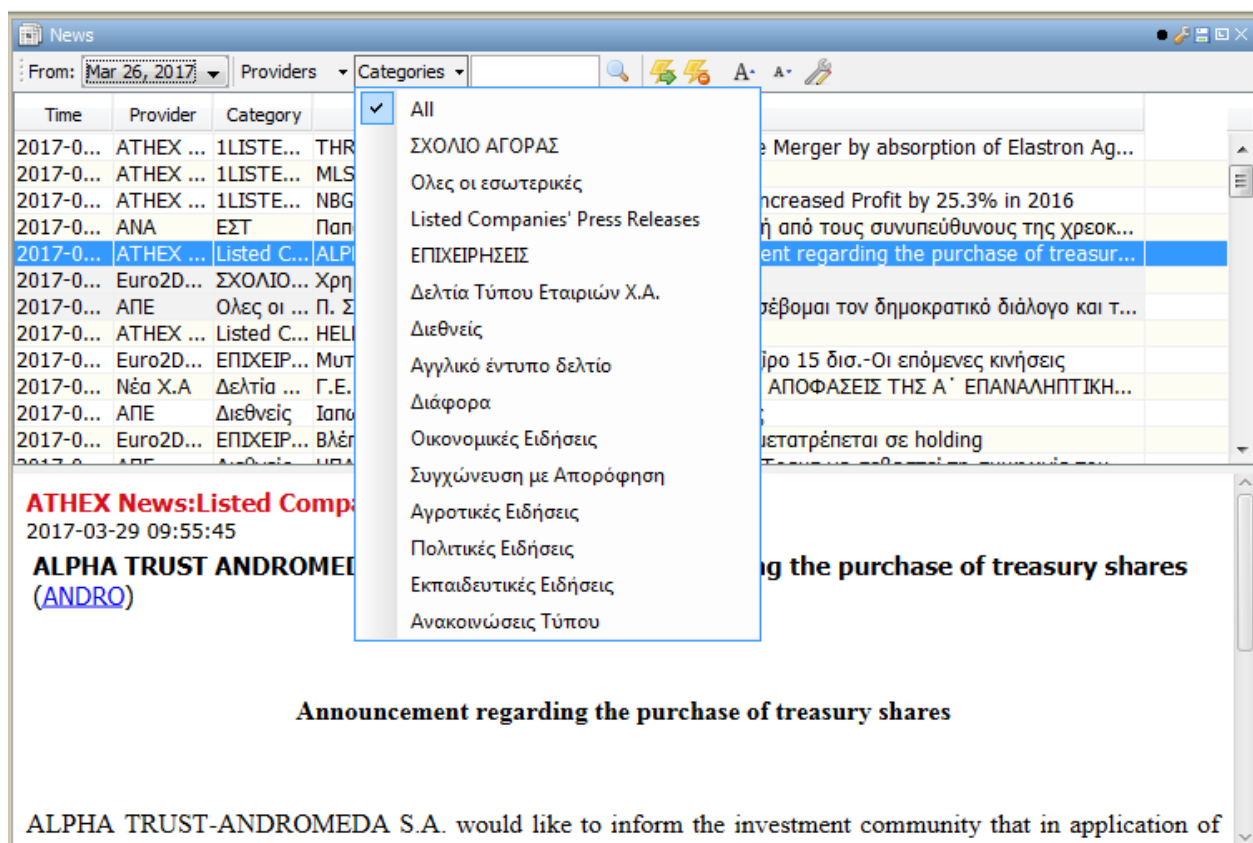 News
From: Mar 26, 2017 Providers Categories
Time Provider Category
All
ΣΧΟΛΙΟ ΑΓΟΡΑΣ
Ολες οι εσωτερικές
Listed Companies' Press Releases
ΕΠΙΧΕΙΡΗΣΕΙΣ
Δελτία Τύπου Εταιριών Χ.Α.
Διεθνείς
Αγγλικό έντυπο δελτίο
Διάφορα
Οικονομικές Ειδήσεις
Συγχώνευση με Απορόφηση
Αγροτικές Ειδήσεις
Πολιτικές Ειδήσεις
Εκπαιδευτικές Ειδήσεις
Ανακοινώσεις Τύπου
2017-0... ATHEX ... 1LISTE... THR Merger by absorption of Elastron Ag...
2017-0... ATHEX ... 1LISTE... MLS
2017-0... ATHEX ... 1LISTE... NBG ncreased Profit by 25.3% in 2016
2017-0... ANA ΕΣΤ Παπ ή από τους συνυπεύθυνους της χρεοκ...
2017-0... ATHEX ... Listed C... ALP ent regarding the purchase of treasur...
2017-0... Euro2D... ΣΧΟΛΙΟ... Χρη
2017-0... ΑΠΕ Ολες οι ... Π. Σ σέβομαι τον δημοκρατικό διάλογο και τ...
2017-0... ATHEX ... Listed C... HEL
2017-0... Euro2D... ΕΠΙΧΕΙΡ... Μυτ ίρο 15 δισ.-Οι επόμενες κινήσεις
2017-0... Νέα Χ.Α Δελτία ... Γ.Ε. ΑΠΟΦΑΣΕΙΣ ΤΗΣ Α΄ ΕΠΑΝΑΛΗΠΤΙΚΗ...
2017-0... ΑΠΕ Διεθνείς Ιαπω
2017-0... Euro2D... ΕΠΙΧΕΙΡ... Βλέπ μετατρέπεται σε holding
ATHEX News:Listed Compa
2017-03-29 09:55:45
ALPHA TRUST ANDROMED ng the purchase of treasury shares
(ANDRO)
Announcement regarding the purchase of treasury shares
ALPHA TRUST-ANDROMEDA S.A. would like to inform the investment community that in application of